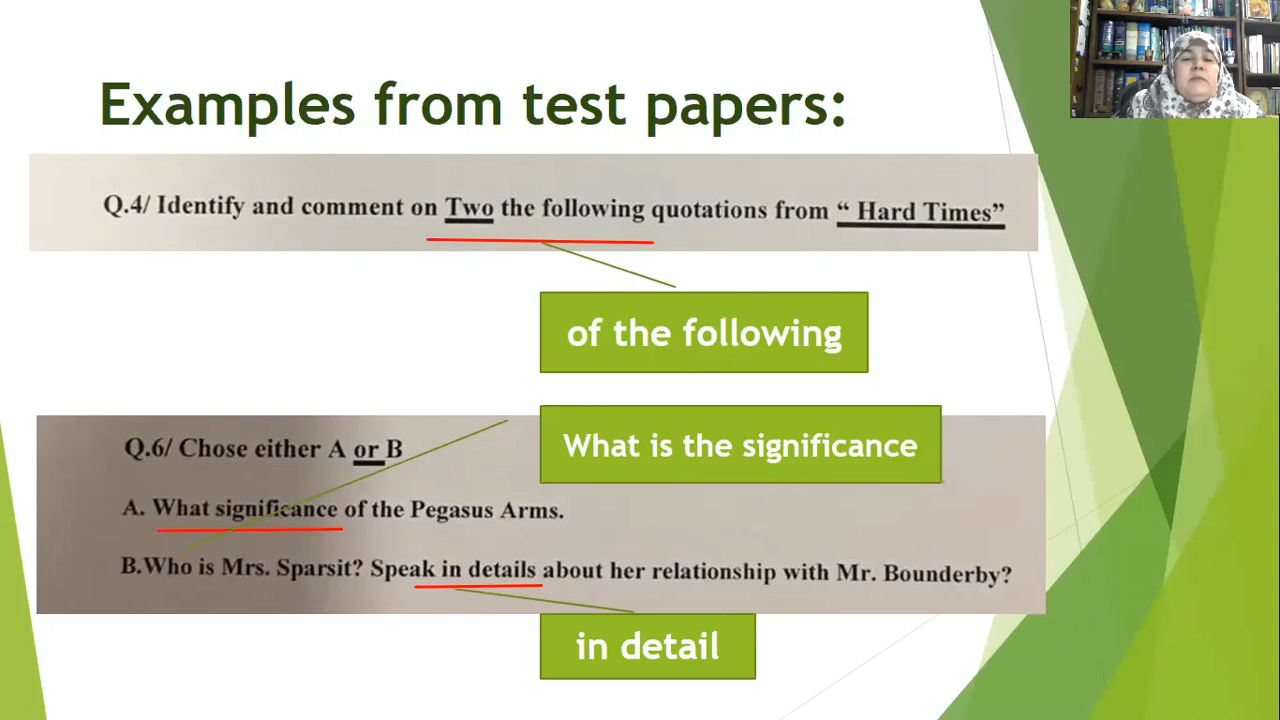 Examples from test papers:
Q.4/ Identify and comment on Two the following quotations from “ Hard Times”
of the following
What is the significance
Q.6/ Chose either A or B
A. What significance of the Pegasus Arms.
B.Who is Mrs. Sparsit? Speak in details about her relationship with Mr. Bounderby?
in detail